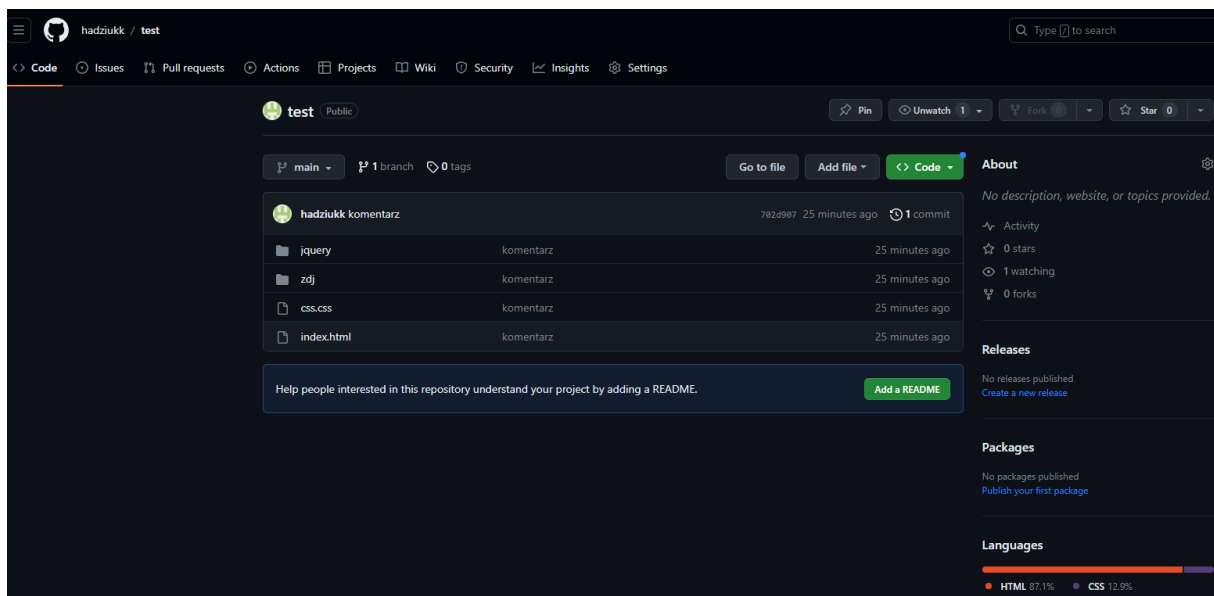 hadziukk / test
Type / to search
<> Code Issues Pull requests Actions Projects Wiki Security Insights Settings
test Public
Pin Unwatch 1 Fork 0 Star 0
main 1 branch 0 tags
Go to file Add file <> Code
hadziukk komentarz 702d907 25 minutes ago 1 commit
jquery komentarz 25 minutes ago
zdj komentarz 25 minutes ago
css.css komentarz 25 minutes ago
index.html komentarz 25 minutes ago
Help people interested in this repository understand your project by adding a README. Add a README
About
No description, website, or topics provided.
Activity
0 stars
1 watching
0 forks
Releases
No releases published
Create a new release
Packages
No packages published
Publish your first package
Languages
HTML 87.1% CSS 12.9%